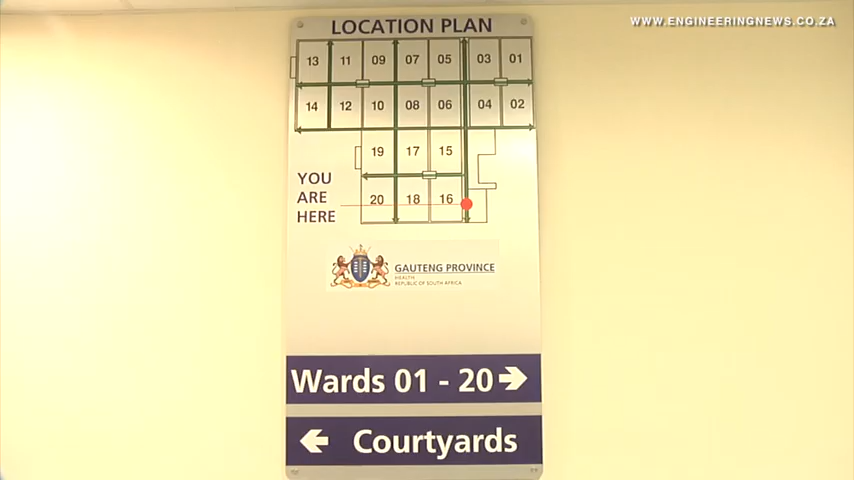 WWW.ENGINEERINGNEWS.CO.ZA
LOCATION PLAN
13 11 09 07 05 03 01
14 12 10 08 06 04 02
19 17 15
YOU
ARE
HERE
20 18 16
GAUTENG PROVINCE
HEALTH
REPUBLIC OF SOUTH AFRICA
Wards 01 - 20
Courtyards